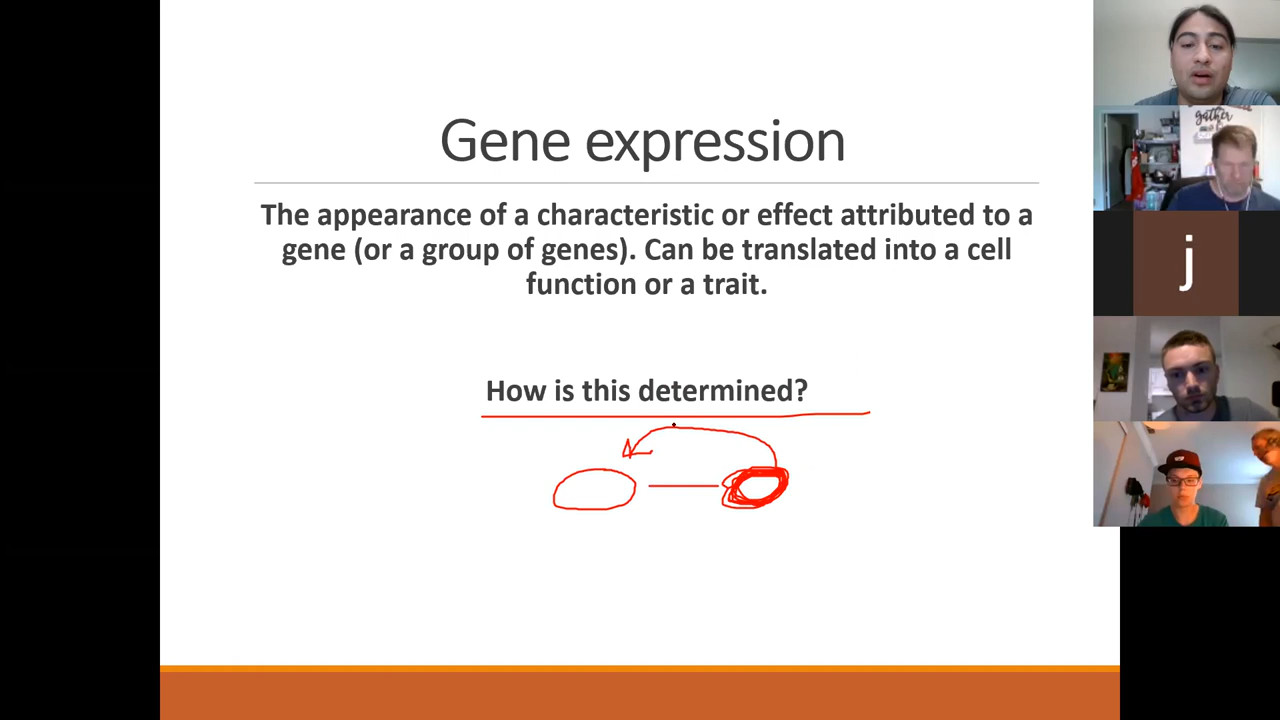 Gene expression
The appearance of a characteristic or effect attributed to a
gene (or a group of genes). Can be translated into a cell
function or a trait.
How is this determined?
gather
j